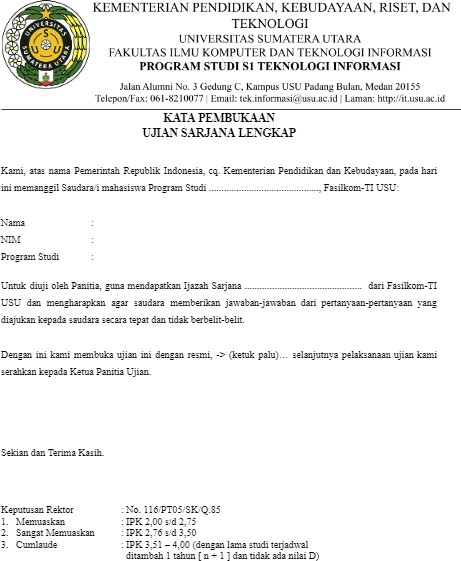 KEMENTERIAN PENDIDIKAN, KEBUDAYAAN, RISET, DAN
TEKNOLOGI
UNIVERSITAS SUMATERA UTARA
FAKULTAS ILMU KOMPUTER DAN TEKNOLOGI INFORMASI
PROGRAM STUDI S1 TEKNOLOGI INFORMASI
Jalan Alumni No. 3 Gedung C, Kampus USU Padang Bulan, Medan 20155
Telepon/Fax: 061-8210077 | Email: tek.informasi@usu.ac.id | Laman: http://it.usu.ac.id
UNIVERSITAS
SUMATERA UTARA
KATA PEMBUKAAN
UJIAN SARJANA LENGKAP
Kami, atas nama Pemerintah Republik Indonesia, cq. Kementerian Pendidikan dan Kebudayaan, pada hari
ini memanggil Saudara/i mahasiswa Program Studi ............................................, Fasilkom-TI USU:
Nama :
NIM :
Program Studi :
Untuk diuji oleh Panitia, guna mendapatkan Ijazah Sarjana ............................................... dari Fasilkom-TI
USU dan mengharapkan agar saudara memberikan jawaban-jawaban dari pertanyaan-pertanyaan yang
diajukan kepada saudara secara tepat dan tidak berbelit-belit.
Dengan ini kami membuka ujian ini dengan resmi, -> (ketuk palu)… selanjutnya pelaksanaan ujian kami
serahkan kepada Ketua Panitia Ujian.
Sekian dan Terima Kasih.
Keputusan Rektor : No. 116/PT05/SK/Q.85
1. Memuaskan : IPK 2,00 s/d 2,75
2. Sangat Memuaskan : IPK 2,76 s/d 3,50
3. Cumlaude : IPK 3,51 – 4,00 (dengan lama studi terjadwal
ditambah 1 tahun [ n + 1 ] dan tidak ada nilai D)